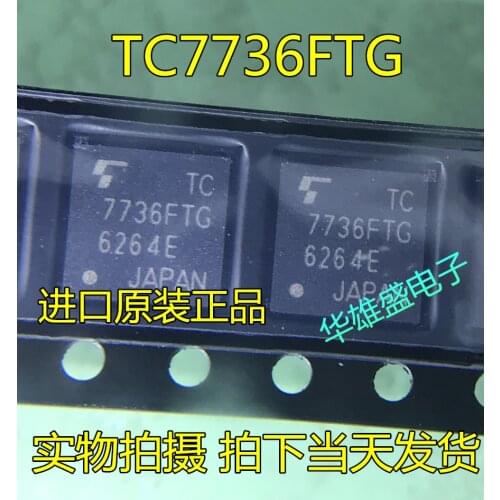 TC7736FTG
TC
7736FTG
6264E
JAPAN
TC
7736FTG
6264E
JAPAN
进口原装正品
华雄盛电子
实物拍摄 拍下当天发货